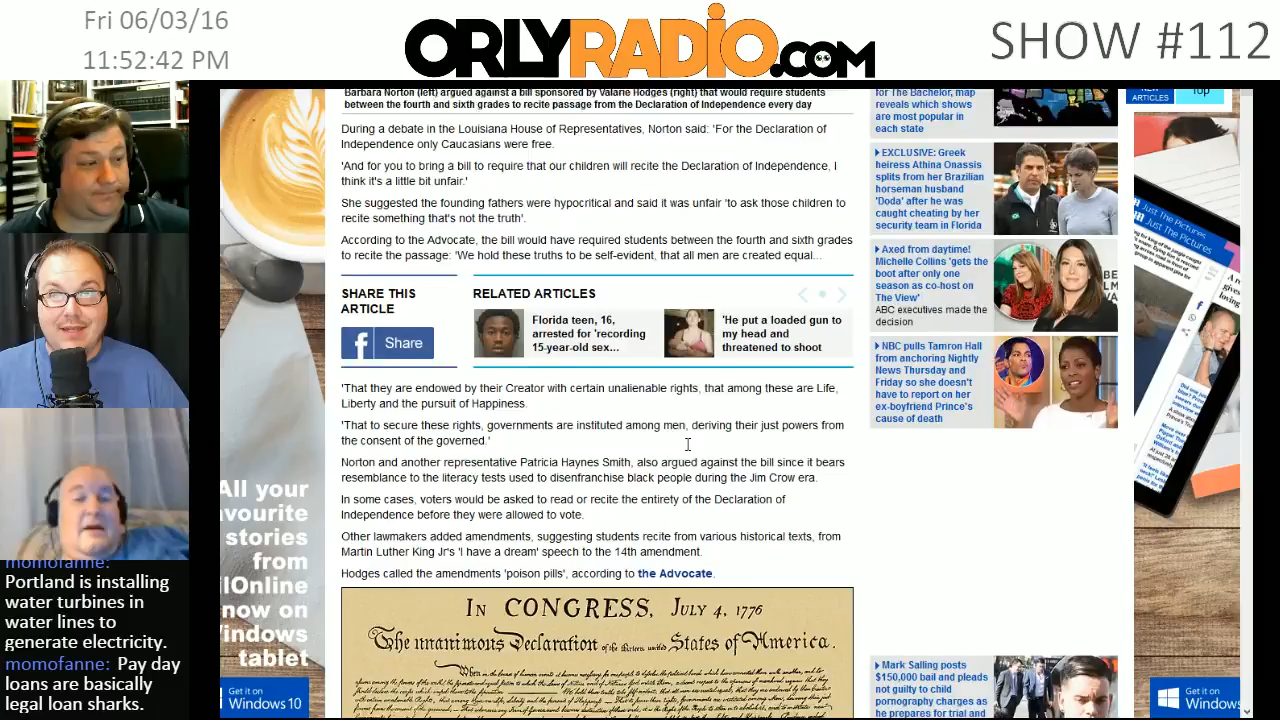 Fri 06/03/16
11:52:42 PM
ORLYRADIO.COM
SHOW #112
Barbara Norton (left) argued against a bill sponsored by Valarie Hodges (right) that would require students
between the fourth and sixth grades to recite passage from the Declaration of Independence every day
During a debate in the Louisiana House of Representatives, Norton said: 'For the Declaration of
Independence only Caucasians were free.
'And for you to bring a bill to require that our children will recite the Declaration of Independence, I
think it's a little bit unfair.'
She suggested the founding fathers were hypocritical and said it was unfair 'to ask those children to
recite something that's not the truth'.
According to the Advocate, the bill would have required students between the fourth and sixth grades
to recite the passage: 'We hold these truths to be self-evident, that all men are created equal...
SHARE THIS
ARTICLE
f Share
RELATED ARTICLES
Florida teen, 16,
arrested for 'recording
15-year-old sex...
'He put a loaded gun to
my head and
threatened to shoot
'That they are endowed by their Creator with certain unalienable rights, that among these are Life,
Liberty and the pursuit of Happiness.
'That to secure these rights, governments are instituted among men, deriving their just powers from
the consent of the governed.'
Norton and another representative Patricia Haynes Smith, also argued against the bill since it bears
resemblance to the literacy tests used to disenfranchise black people during the Jim Crow era.
In some cases, voters would be asked to read or recite the entirety of the Declaration of
Independence before they were allowed to vote.
Other lawmakers added amendments, suggesting students recite from various historical texts, from
Martin Luther King Jr's 'I have a dream' speech to the 14th amendment.
Hodges called the amendments 'poison pills', according to the Advocate.
IN CONGRESS, JULY 4, 1776
The unanimous Declaration of the thirteen united States of America.
for The Bachelor, map
reveals which shows
are most popular in
each state
EXCLUSIVE: Greek
heiress Athina Onassis
splits from her Brazilian
horseman husband
'Doda' after he was
caught cheating by her
security team in Florida
Axed from daytime!
Michelle Collins 'gets the
boot after only one
season as co-host on
The View'
ABC executives made the
decision
NBC pulls Tamron Hall
from anchoring Nightly
News Thursday and
Friday so she doesn't
have to report on her
ex-boyfriend Prince's
cause of death
Mark Salling posts
$150,000 bail and pleads
not guilty to child
pornography charges as
he prepares for trial and
ARTICLES
Top
Just The Pictures
Just The Pictures
All your
avourite
stories
from
ilOnline
now on
indows
tablet
Get it on
Windows 10
Get it on
Windows
momofanne:
Portland is installing
water turbines in
water lines to
generate electricity.
momofanne: Pay day
loans are basically
legal loan sharks.